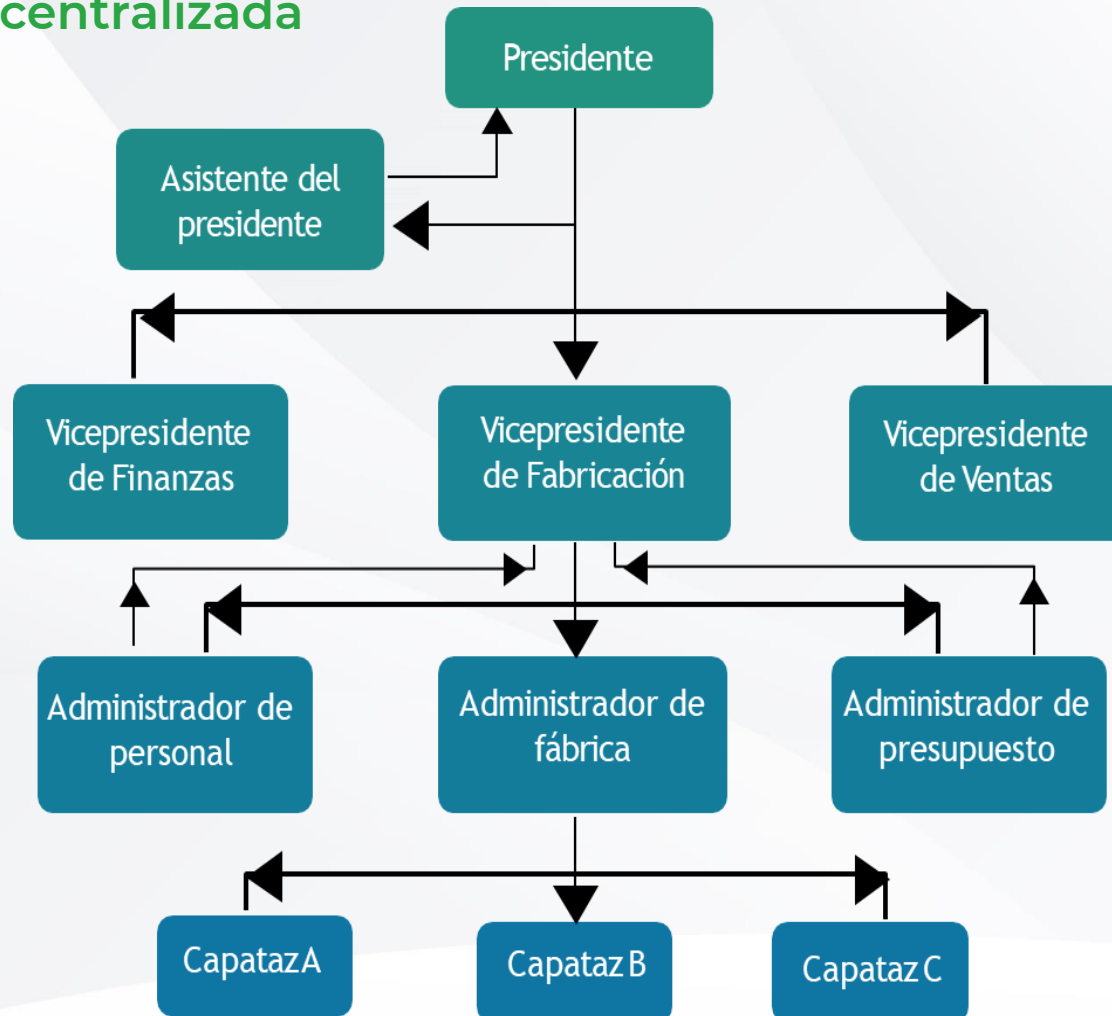 centralizada
Presidente
Asistente del
presidente
Vicepresidente
de Finanzas
Vicepresidente
de Fabricación
Vicepresidente
de Ventas
Administrador de
personal
Administrador de
fábrica
Administrador de
presupuesto
Capataz A
Capataz B
Capataz C